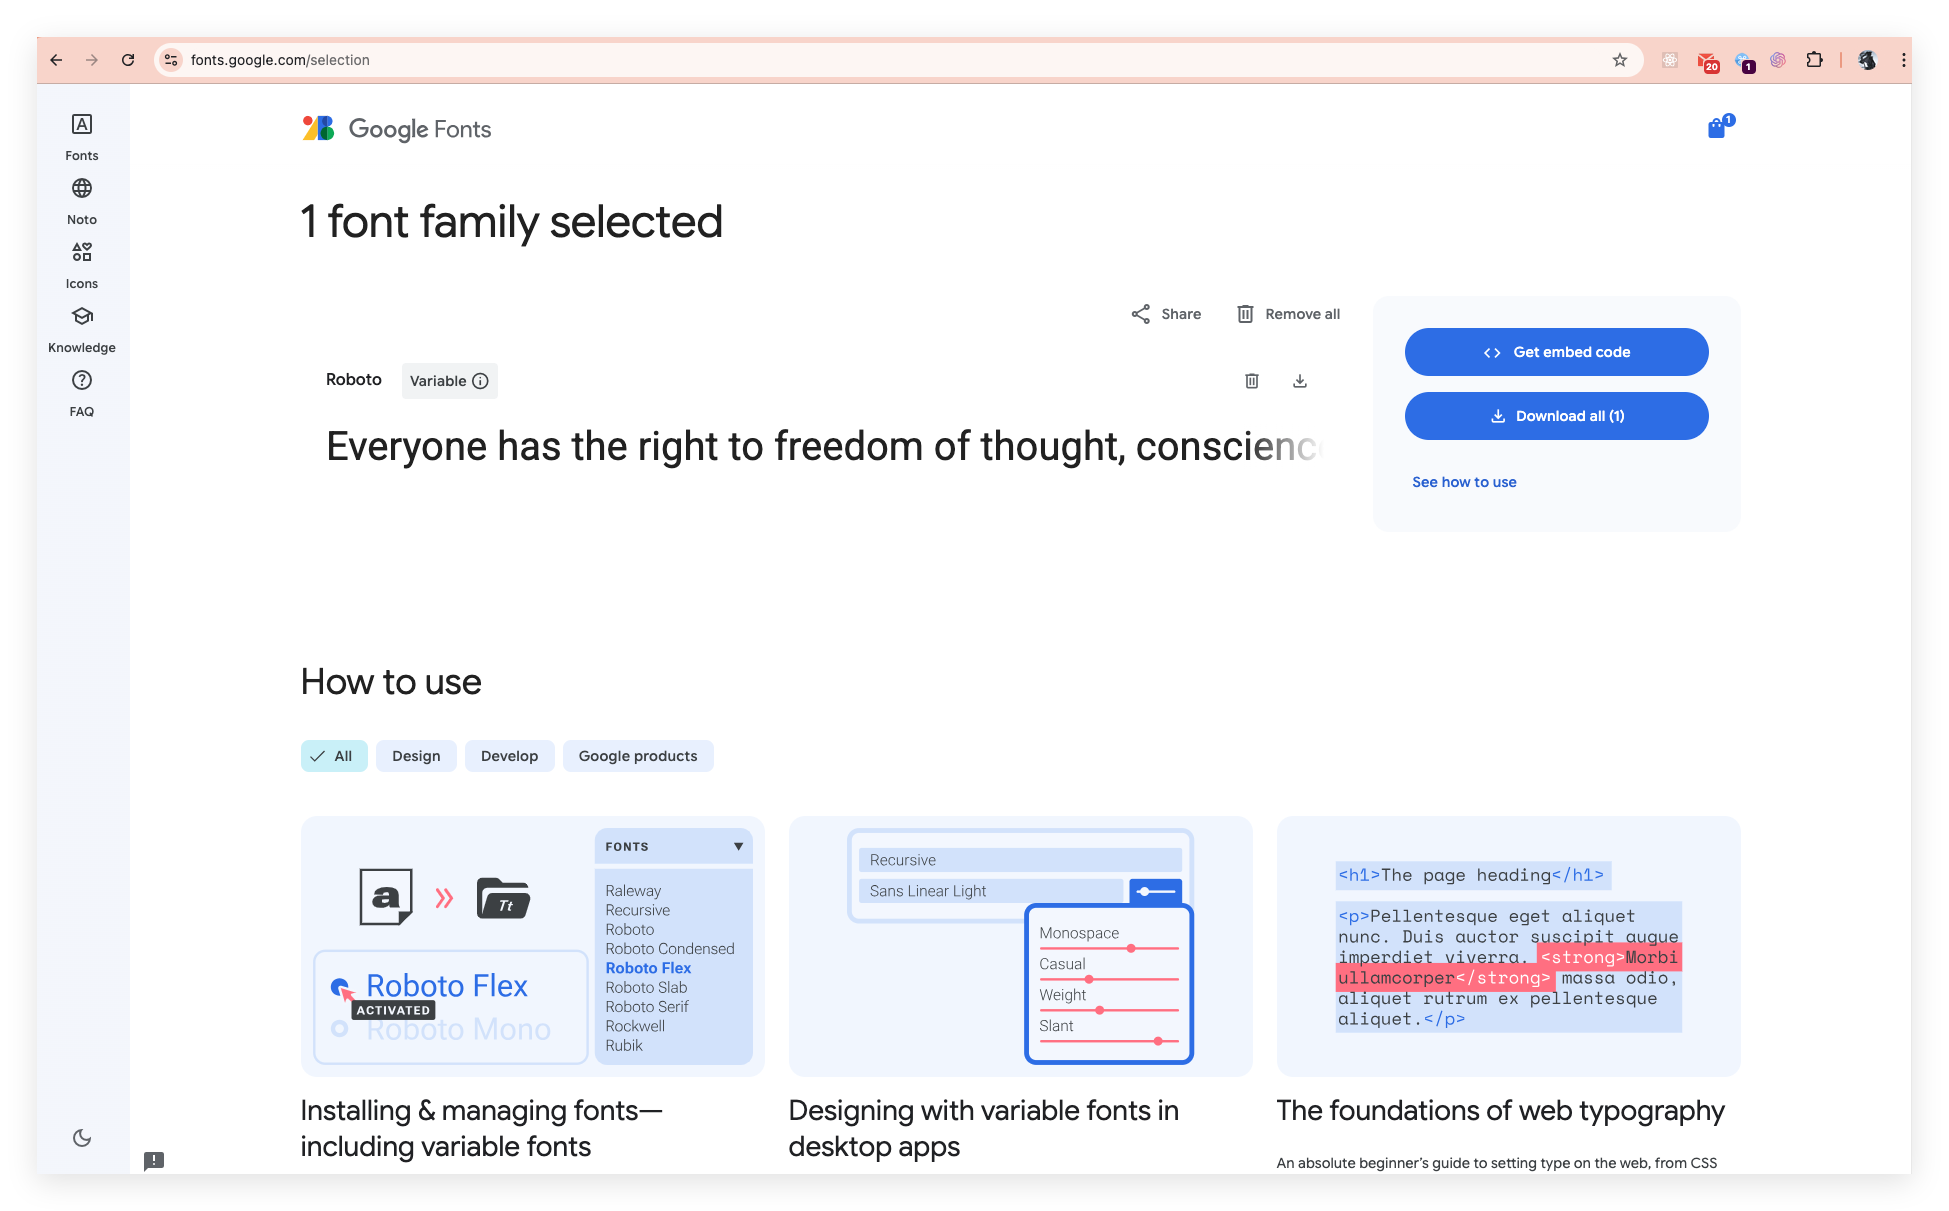 fonts.google.com/selection
20
1
A
Fonts
Noto
Icons
Knowledge
FAQ
Google Fonts
1
1 font family selected
Share
Remove all
Roboto
Variable
Everyone has the right to freedom of thought, conscienc
Get embed code
Download all (1)
See how to use
How to use
All
Design
Develop
Google products
a
Tt
FONTS
Raleway
Recursive
Roboto
Roboto Condensed
Roboto Flex
Roboto Slab
Roboto Serif
Rockwell
Rubik
Roboto Flex
ACTIVATED
Roboto Mono
Recursive
Sans Linear Light
Monospace
Casual
Weight
Slant
<h1>The page heading</h1>
<p>Pellentesque eget aliquet
nunc. Duis auctor suscipit augue
imperdiet viverra. <strong>Morbi
ullamcorper</strong> massa odio,
aliquet rutrum ex pellentesque
aliquet.</p>
Installing & managing fonts—
including variable fonts
Designing with variable fonts in
desktop apps
The foundations of web typography
An absolute beginner’s guide to setting type on the web, from CSS